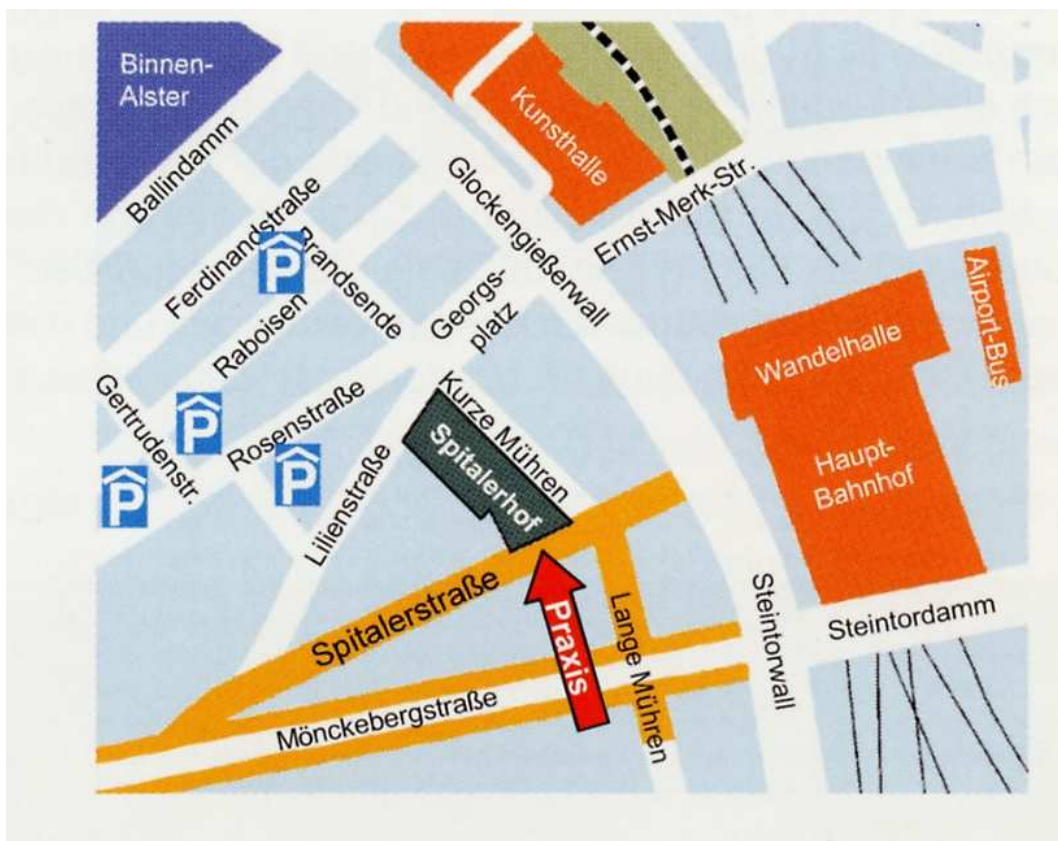 Binnen-
Alster
Ballindamm
Kunsthalle
Glockengießerwall
Ernst-Merk-Str.
Ferdinandstraße
P
Brandsende
Georgs-
platz
Raboisen
Airport-Bus
Wandelhalle
Gertrudenstr.
P
Rosenstraße
Kurze Mühren
Spitalerhof
Haupt-
Bahnhof
P
P
Lilienstraße
Spitalerstraße
Praxis
Lange Mühren
Steintorwall
Steintordamm
Mönckebergstraße